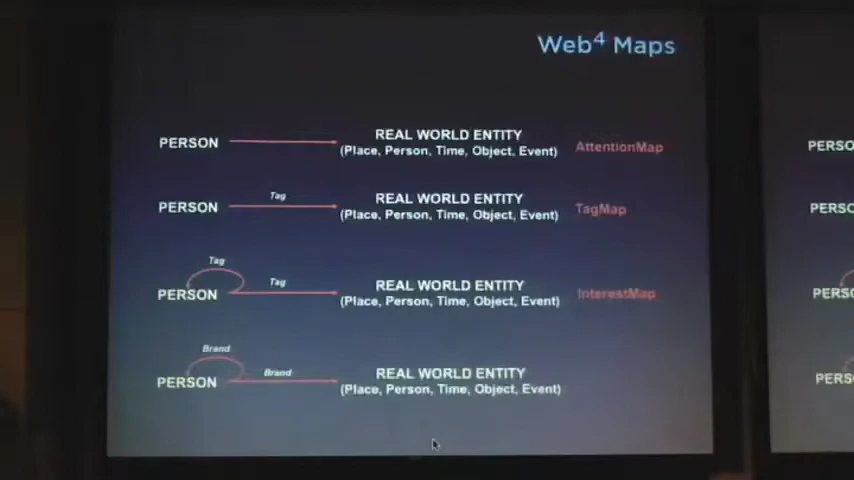 Web⁴ Maps
PERSON
REAL WORLD ENTITY
(Place, Person, Time, Object, Event)
AttentionMap
PERSON
Tag
REAL WORLD ENTITY
(Place, Person, Time, Object, Event)
TagMap
Tag
PERSON
Tag
REAL WORLD ENTITY
(Place, Person, Time, Object, Event)
InterestMap
Brand
PERSON
Brand
REAL WORLD ENTITY
(Place, Person, Time, Object, Event)
PERSO
PERSO
PERSO
PERS